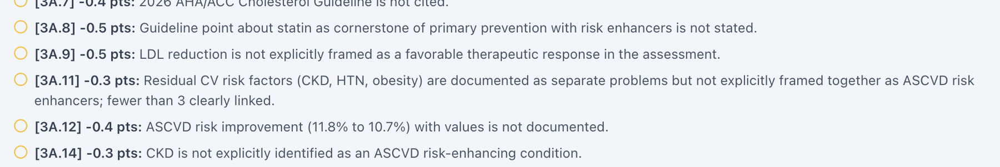 [3A.7] -0.4 pts: 2026 AHA/ACC Cholesterol Guideline is not cited.
[3A.8] -0.5 pts: Guideline point about statin as cornerstone of primary prevention with risk enhancers is not stated.
[3A.9] -0.5 pts: LDL reduction is not explicitly framed as a favorable therapeutic response in the assessment.
[3A.11] -0.3 pts: Residual CV risk factors (CKD, HTN, obesity) are documented as separate problems but not explicitly framed together as ASCVD risk
enhancers; fewer than 3 clearly linked.
[3A.12] -0.4 pts: ASCVD risk improvement (11.8% to 10.7%) with values is not documented.
[3A.14] -0.3 pts: CKD is not explicitly identified as an ASCVD risk-enhancing condition.